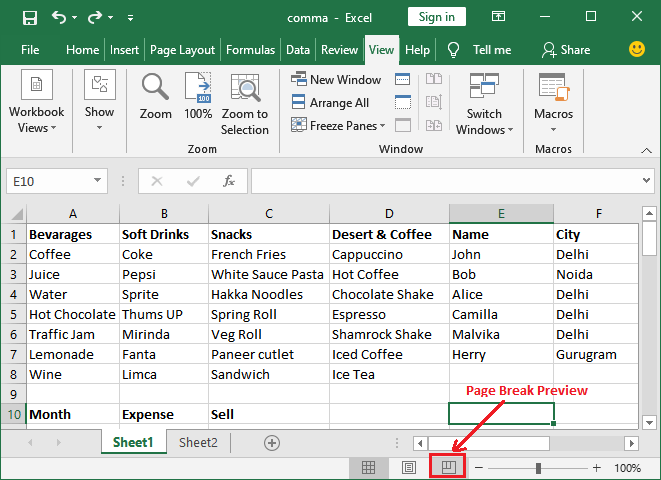 comma - Excel
Sign in
File Home Insert Page Layout Formulas Data Review View Help Tell me Share
Workbook Views
Show
Zoom
100
100%
Zoom to Selection
New Window
Arrange All
Freeze Panes
Switch Windows
Macros
Zoom Window Macros
E10 fx
A B C D E F
1 Bevarages Soft Drinks Snacks Desert & Coffee Name City
2 Coffee Coke French Fries Cappuccino John Delhi
3 Juice Pepsi White Sauce Pasta Hot Coffee Bob Noida
4 Water Sprite Hakka Noodles Chocolate Shake Alice Delhi
5 Hot Chocolate Thums UP Spring Roll Espresso Camilla Delhi
6 Traffic Jam Mirinda Veg Roll Shamrock Shake Malvika Delhi
7 Lemonade Fanta Paneer cutlet Iced Coffee Herry Gurugram
8 Wine Limca Sandwich Ice Tea
9 Page Break Preview
10 Month Expense Sell
Sheet1 Sheet2
100%